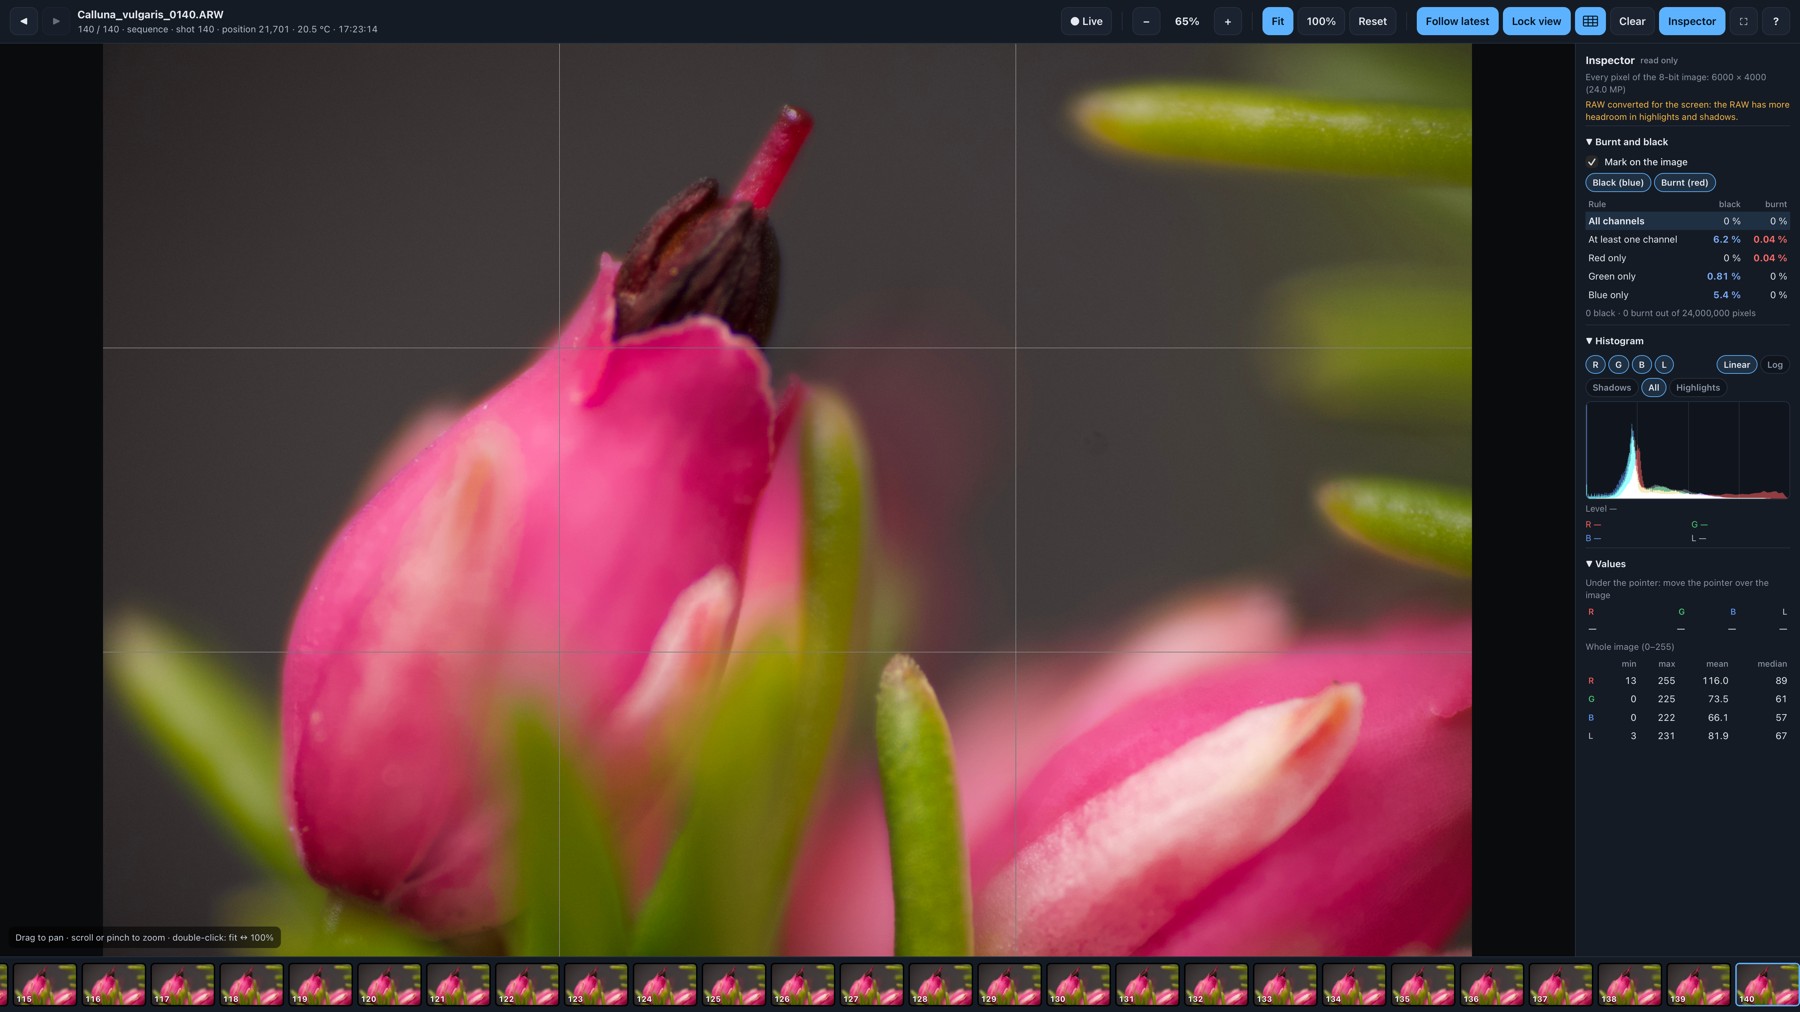 ◀ ▶ Calluna_vulgaris_0140.ARW
140 / 140 · sequence · shot 140 · position 21,701 · 20.5 °C · 17:23:14
Live − 65% + Fit 100% Reset Follow latest Lock view Clear Inspector ?
Inspector read only
Every pixel of the 8-bit image: 6000 × 4000
(24.0 MP)
RAW converted for the screen: the RAW has more
headroom in highlights and shadows.
▼ Burnt and black
✓ Mark on the image
Black (blue) Burnt (red)
Rule black burnt
All channels 0 % 0 %
At least one channel 6.2 % 0.04 %
Red only 0 % 0.04 %
Green only 0.81 % 0 %
Blue only 5.4 % 0 %
0 black · 0 burnt out of 24,000,000 pixels
▼ Histogram
R G B L Linear Log
Shadows All Highlights
Level —
R — G —
B — L —
▼ Values
Under the pointer: move the pointer over the
image
R G B L
— — — —
Whole image (0–255)
min max mean median
R 13 255 116.0 89
G 0 225 73.5 61
B 0 222 66.1 57
L 3 231 81.9 67
Drag to pan · scroll or pinch to zoom · double-click: fit ↔ 100%
115 116 117 118 119 120 121 122 123 124 125 126 127 128 129 130 131 132 133 134 135 136 137 138 139 140